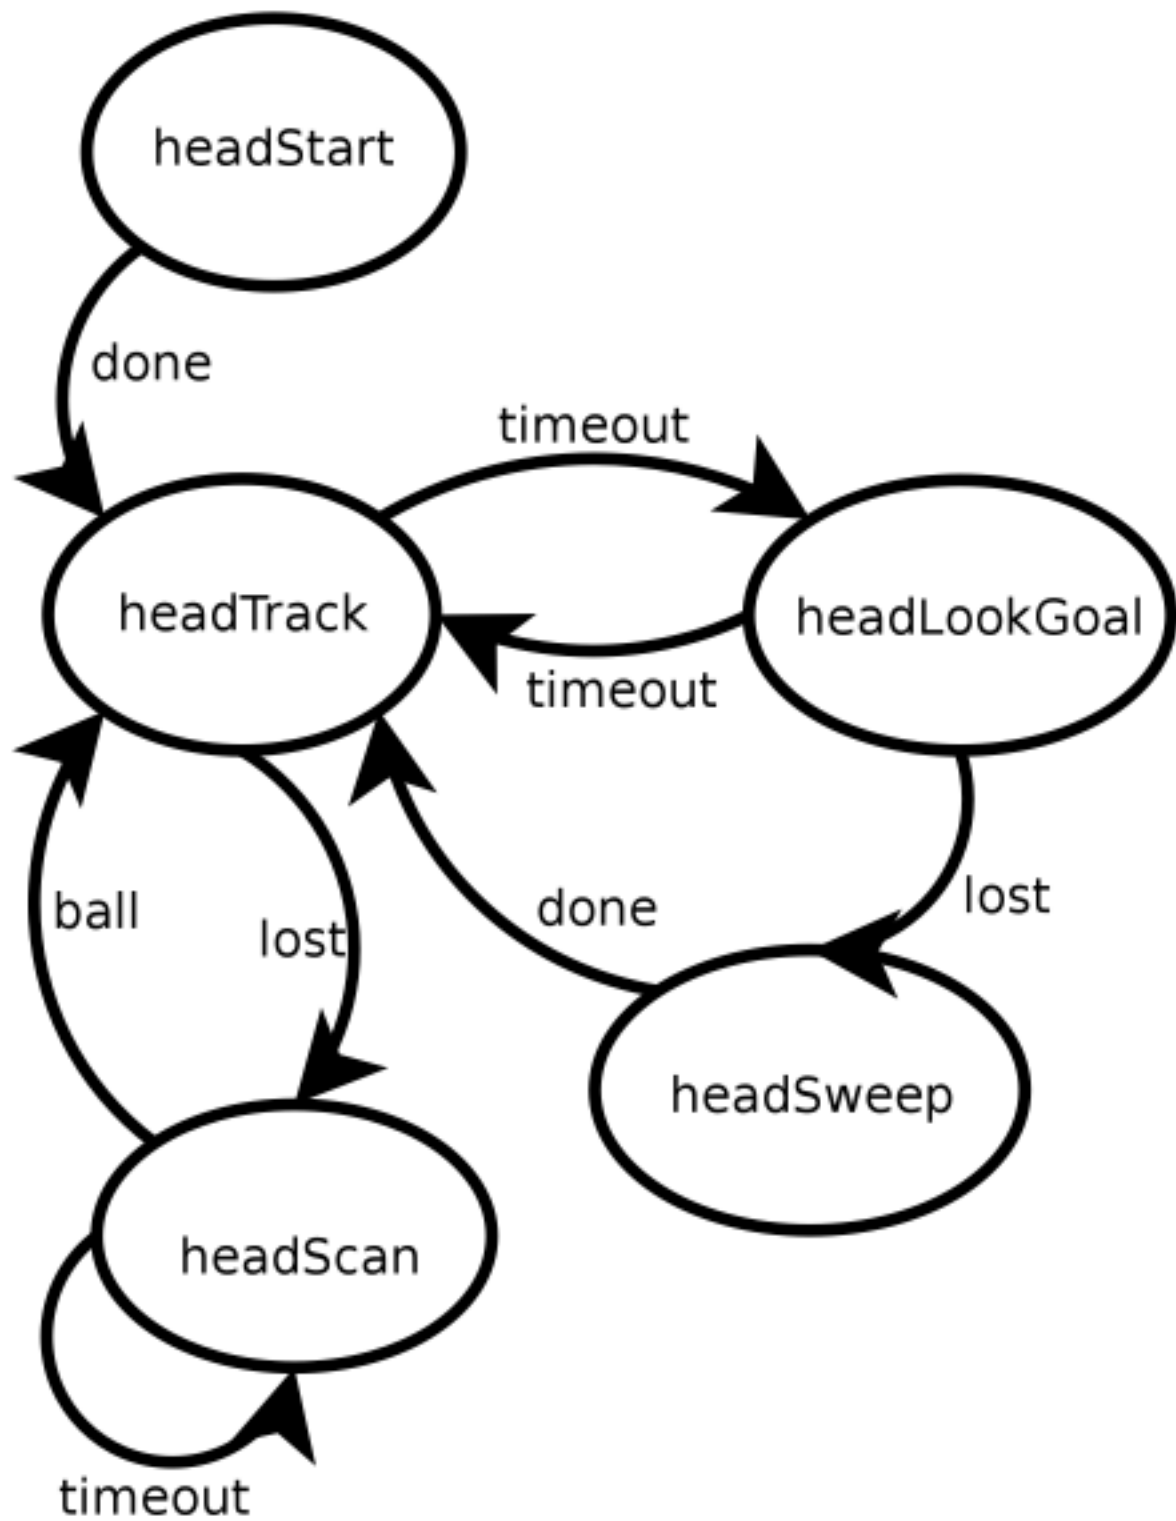 headStart
done
timeout
headTrack
headLookGoal
timeout
ball
lost
done
lost
headSweep
headScan
timeout